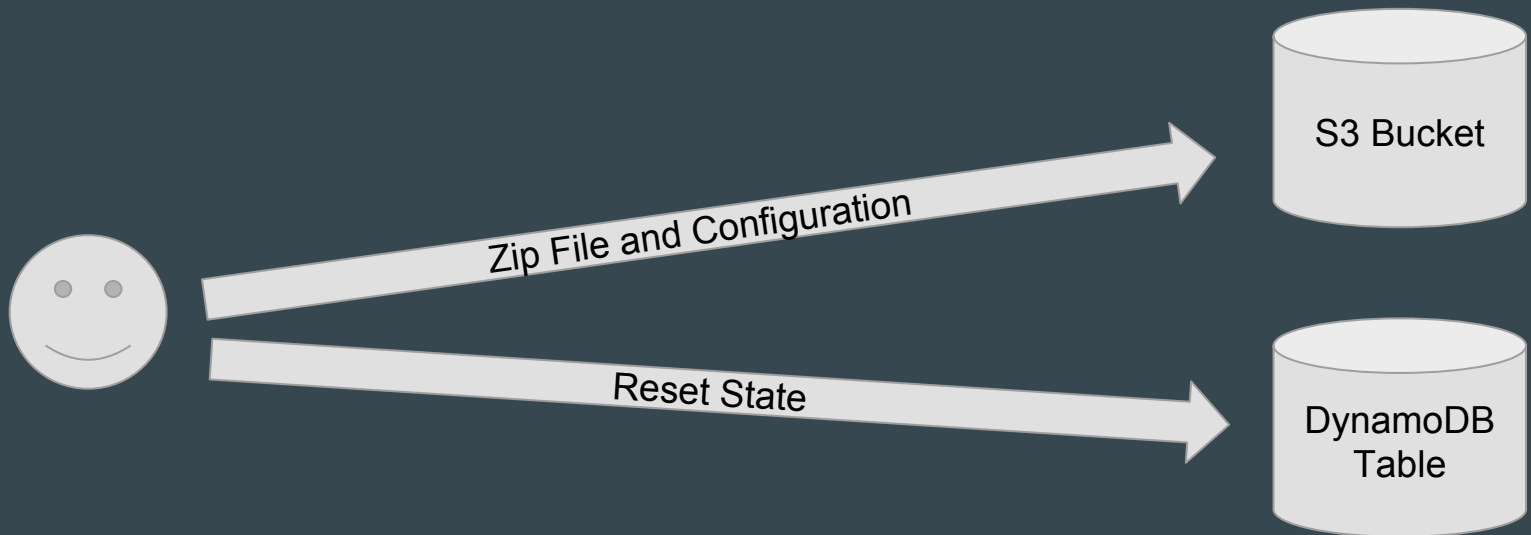 S3 Bucket
Zip File and Configuration
Reset State
DynamoDB
Table